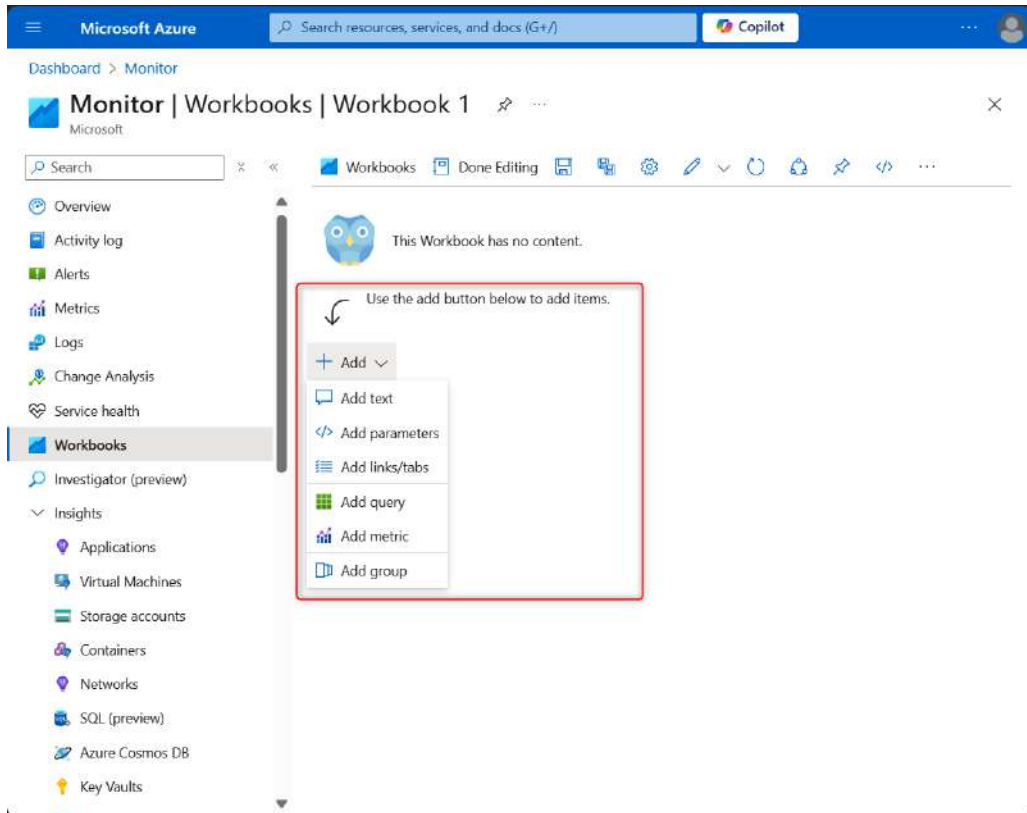 Microsoft Azure
Search resources, services, and docs (G+/)
Copilot
Dashboard > Monitor
Monitor | Workbooks | Workbook 1
Microsoft
Search
Workbooks
Done Editing
Overview
Activity log
Alerts
Metrics
Logs
Change Analysis
Service health
Workbooks
Investigator (preview)
Insights
Applications
Virtual Machines
Storage accounts
Containers
Networks
SQL (preview)
Azure Cosmos DB
Key Vaults
This Workbook has no content.
Use the add button below to add items.
+ Add
Add text
Add parameters
Add links/tabs
Add query
Add metric
Add group